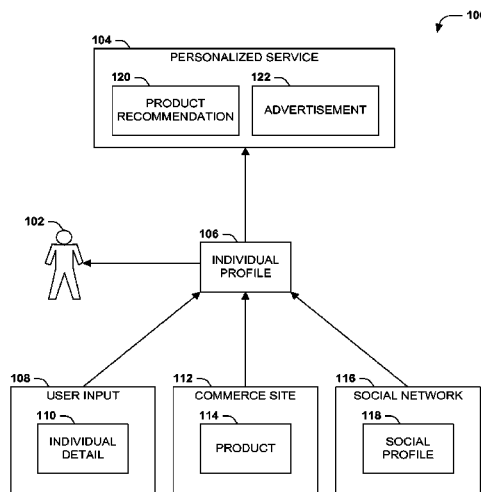 104
PERSONALIZED SERVICE
120
PRODUCT
RECOMMENDATION
122
ADVERTISEMENT
102
106
INDIVIDUAL
PROFILE
108
USER INPUT
110
INDIVIDUAL
DETAIL
112
COMMERCE SITE
114
PRODUCT
116
SOCIAL NETWORK
118
SOCIAL
PROFILE